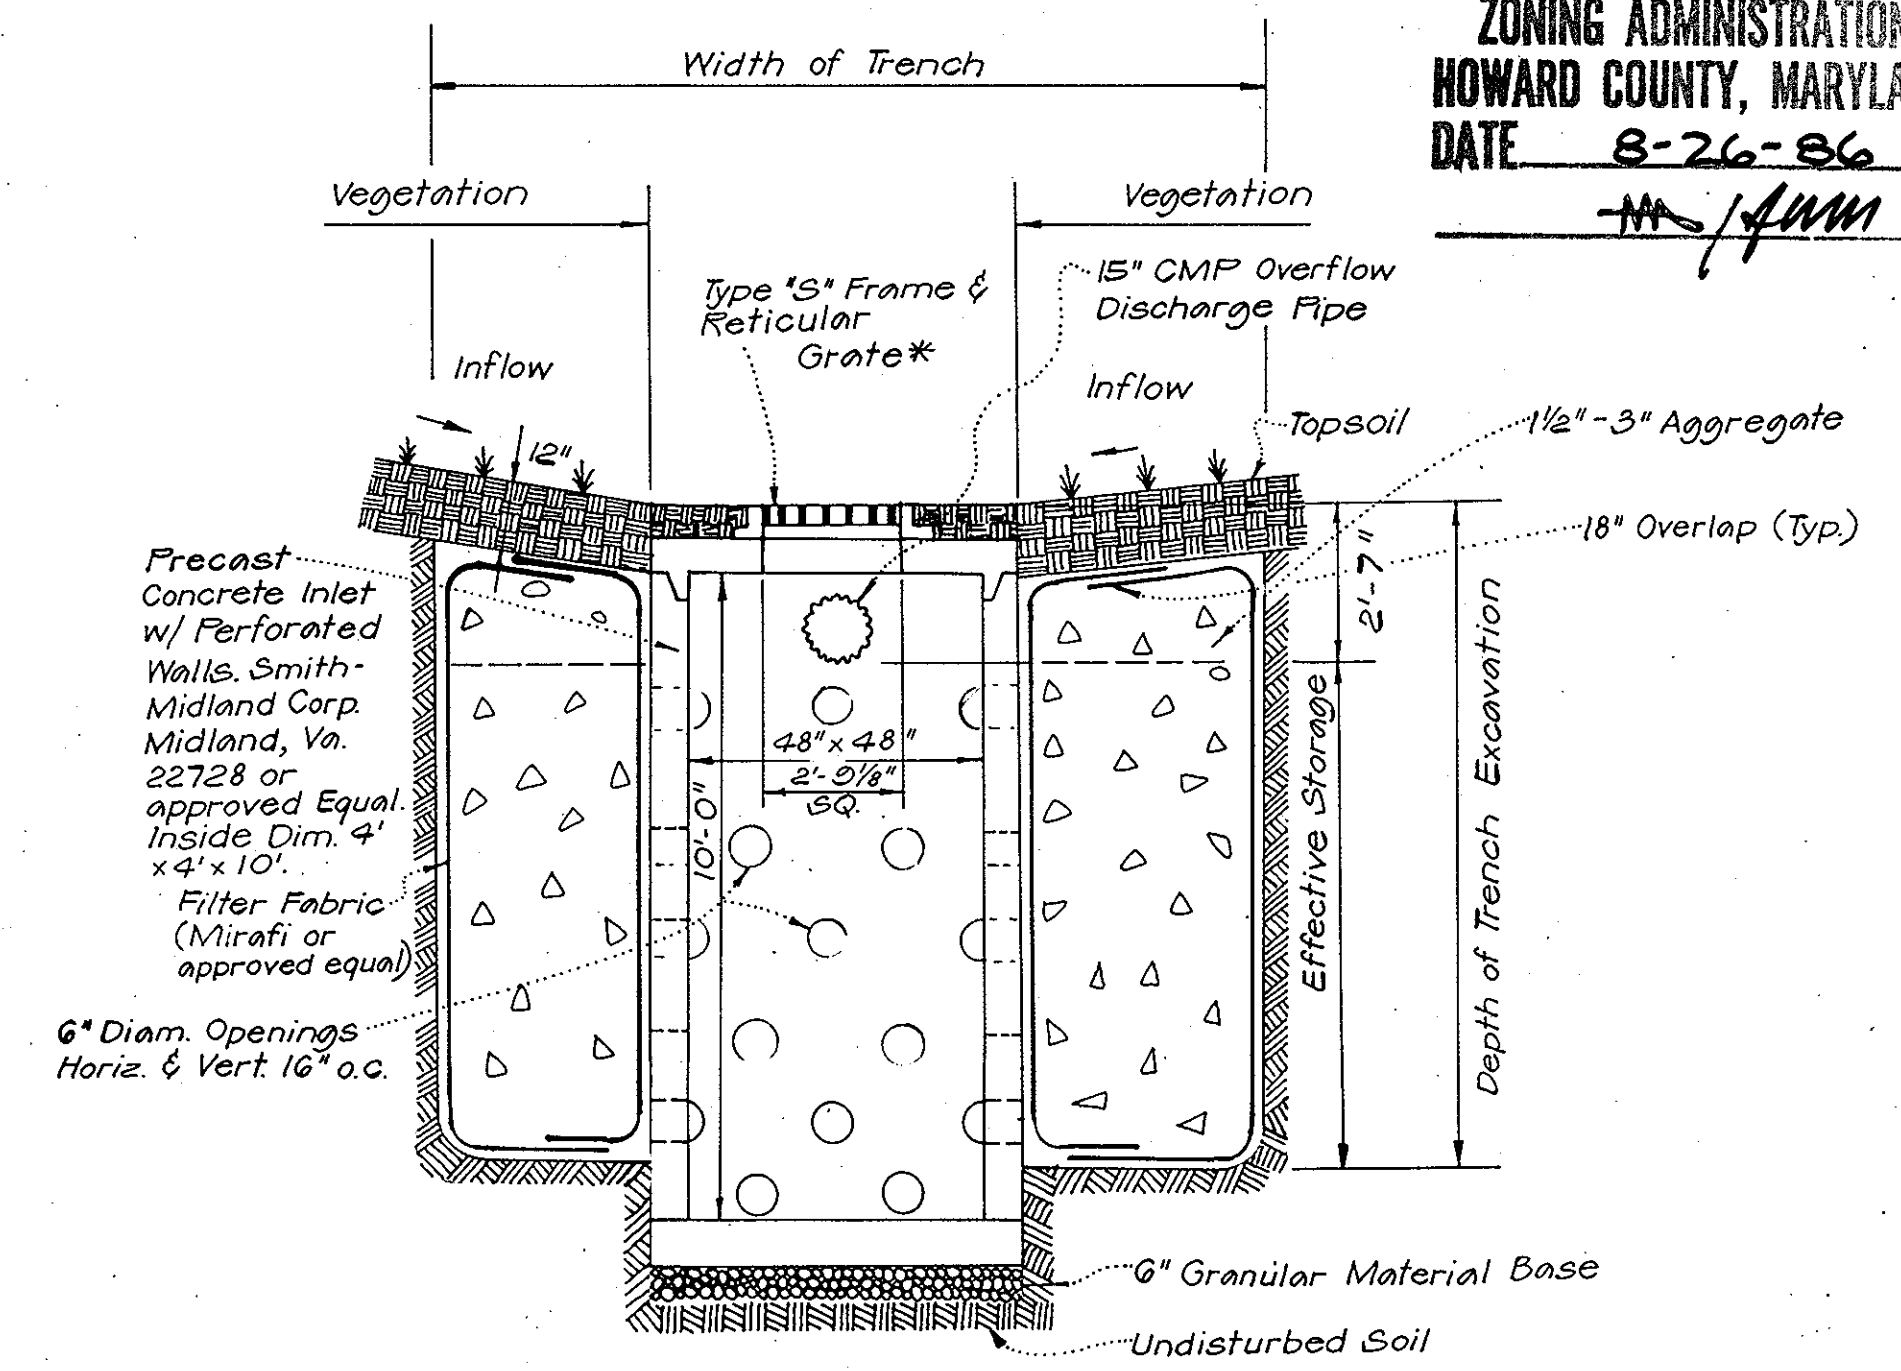 ZONING ADMINISTRATION
HOWARD COUNTY, MARYLA
DATE 8-26-86
Width of Trench
Vegetation
Vegetation
Type "S" Frame &
Reticular
Grate*
15" CMP Overflow
Discharge Pipe
Inflow
Inflow
12"
Topsoil
1½"-3" Aggregate
18" Overlap (Typ.)
2'-7"
Precast
Concrete Inlet
w/ Perforated
Walls. Smith-
Midland Corp.
Midland, Va.
22728 or
approved Equal.
Inside Dim. 4'
x 4' x 10'.
Filter Fabric
(Mirafi or
approved equal)
6" Diam. Openings
Horiz. & Vert. 16" o.c.
48" x 48"
2'-9⅛"
SQ.
10'-0"
Effective Storage
Depth of Trench Excavation
6" Granular Material Base
Undisturbed Soil